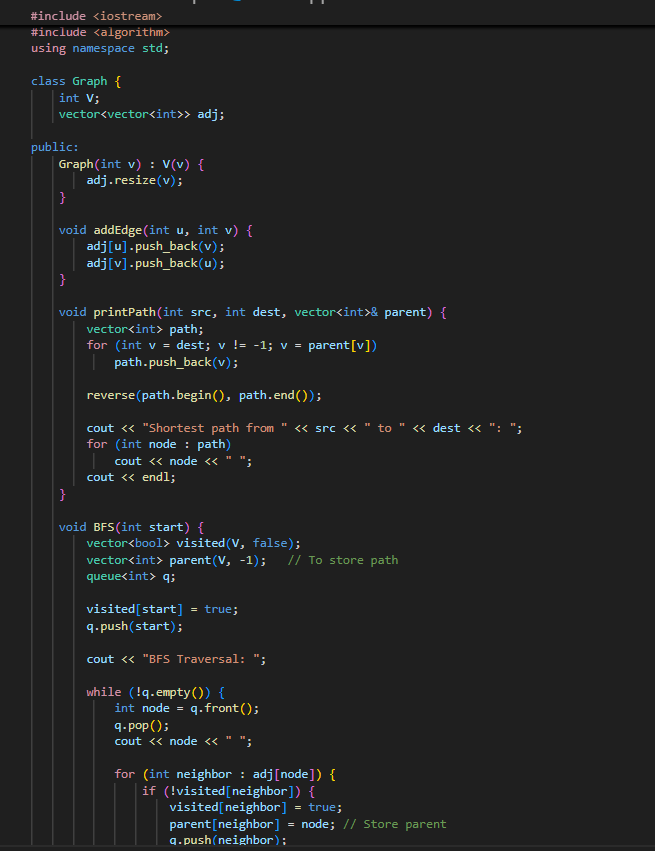 #include <iostream>
#include <algorithm>
using namespace std;
class Graph {
int V;
vector<vector<int>> adj;
public:
Graph(int v) : V(v) {
adj.resize(v);
}
void addEdge(int u, int v) {
adj[u].push_back(v);
adj[v].push_back(u);
}
void printPath(int src, int dest, vector<int>& parent) {
vector<int> path;
for (int v = dest; v != -1; v = parent[v])
path.push_back(v);
reverse(path.begin(), path.end());
cout << "Shortest path from " << src << " to " << dest << ": ";
for (int node : path)
cout << node << " ";
cout << endl;
}
void BFS(int start) {
vector<bool> visited(V, false);
vector<int> parent(V, -1);   // To store path
queue<int> q;
visited[start] = true;
q.push(start);
cout << "BFS Traversal: ";
while (!q.empty()) {
int node = q.front();
q.pop();
cout << node << " ";
for (int neighbor : adj[node]) {
if (!visited[neighbor]) {
visited[neighbor] = true;
parent[neighbor] = node; // Store parent
q.push(neighbor);